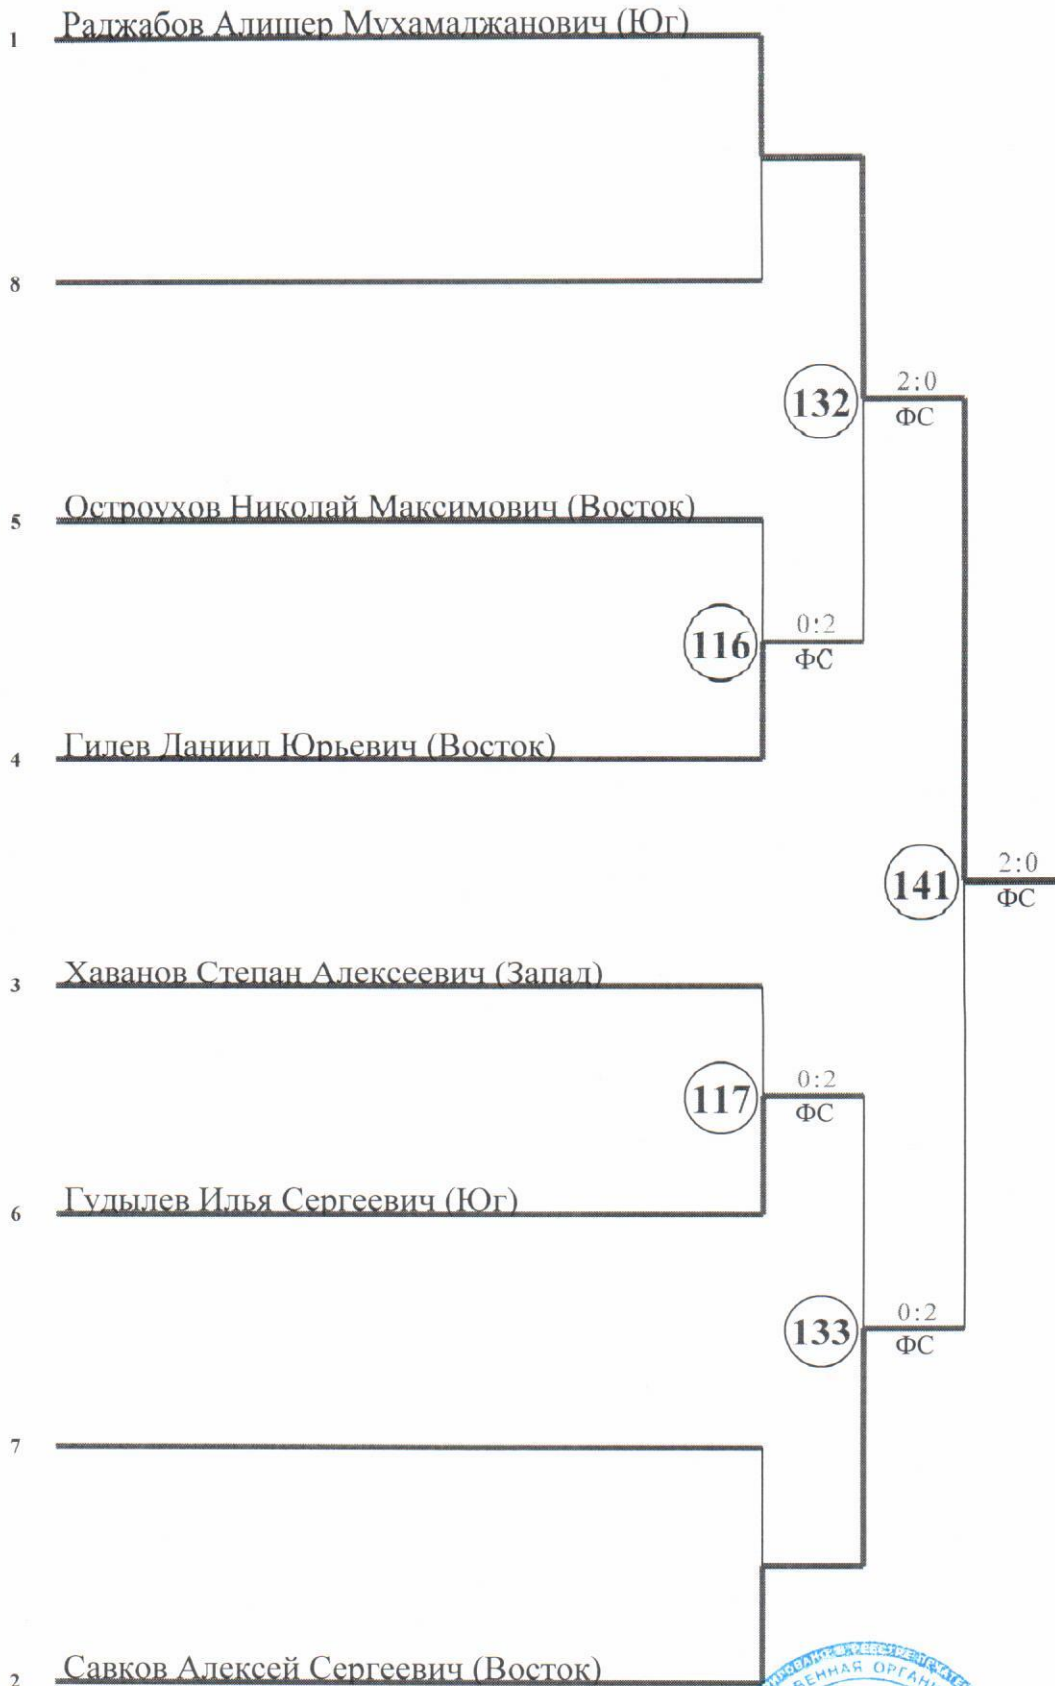 1 Раджабов Алишер Мухамаджанович (Юг)
8
132 2:0
ФС
5 Остроухов Николай Максимович (Восток)
116 0:2
ФС
4 Гилев Даниил Юрьевич (Восток)
141 2:0
ФС
3 Хаванов Степан Алексеевич (Запад)
117 0:2
ФС
6 Гудылев Илья Сергеевич (Юг)
133 0:2
ФС
7
2 Савков Алексей Сергеевич (Восток)